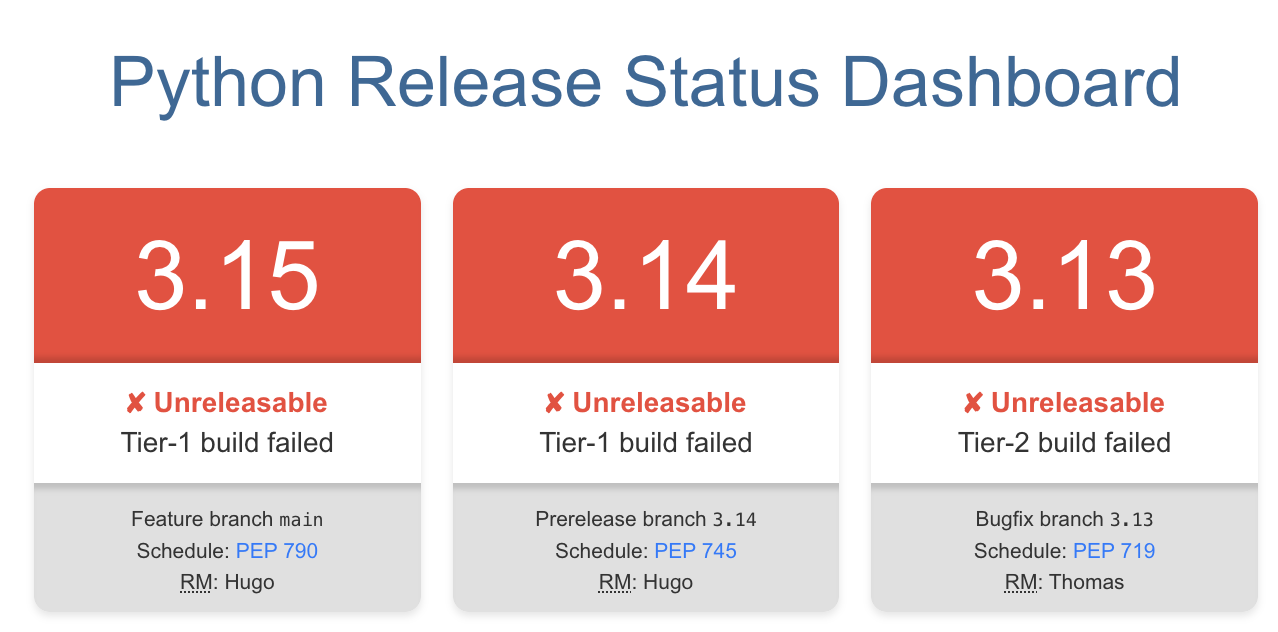 Python Release Status Dashboard
3.15
✘ Unreleasable
Tier-1 build failed
Feature branch main
Schedule: PEP 790
RM: Hugo
3.14
✘ Unreleasable
Tier-1 build failed
Prerelease branch 3.14
Schedule: PEP 745
RM: Hugo
3.13
✘ Unreleasable
Tier-2 build failed
Bugfix branch 3.13
Schedule: PEP 719
RM: Thomas